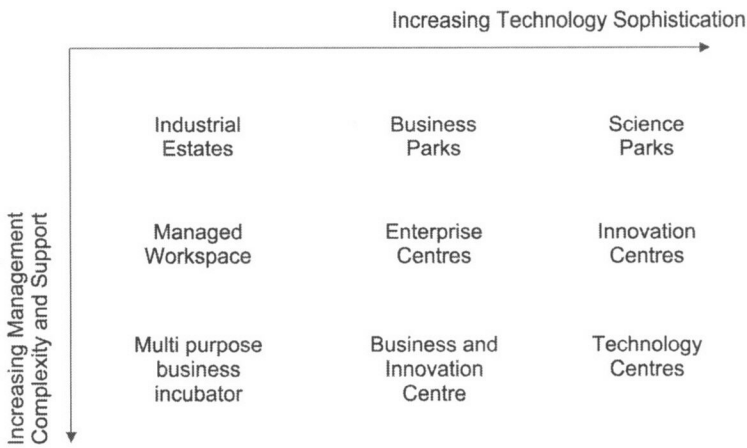 Increasing Technology Sophistication
Industrial
Estates
Business
Parks
Science
Parks
Managed
Workspace
Enterprise
Centres
Innovation
Centres
Multi purpose
business
incubator
Business and
Innovation
Centre
Technology
Centres
Increasing Management
Complexity and Support